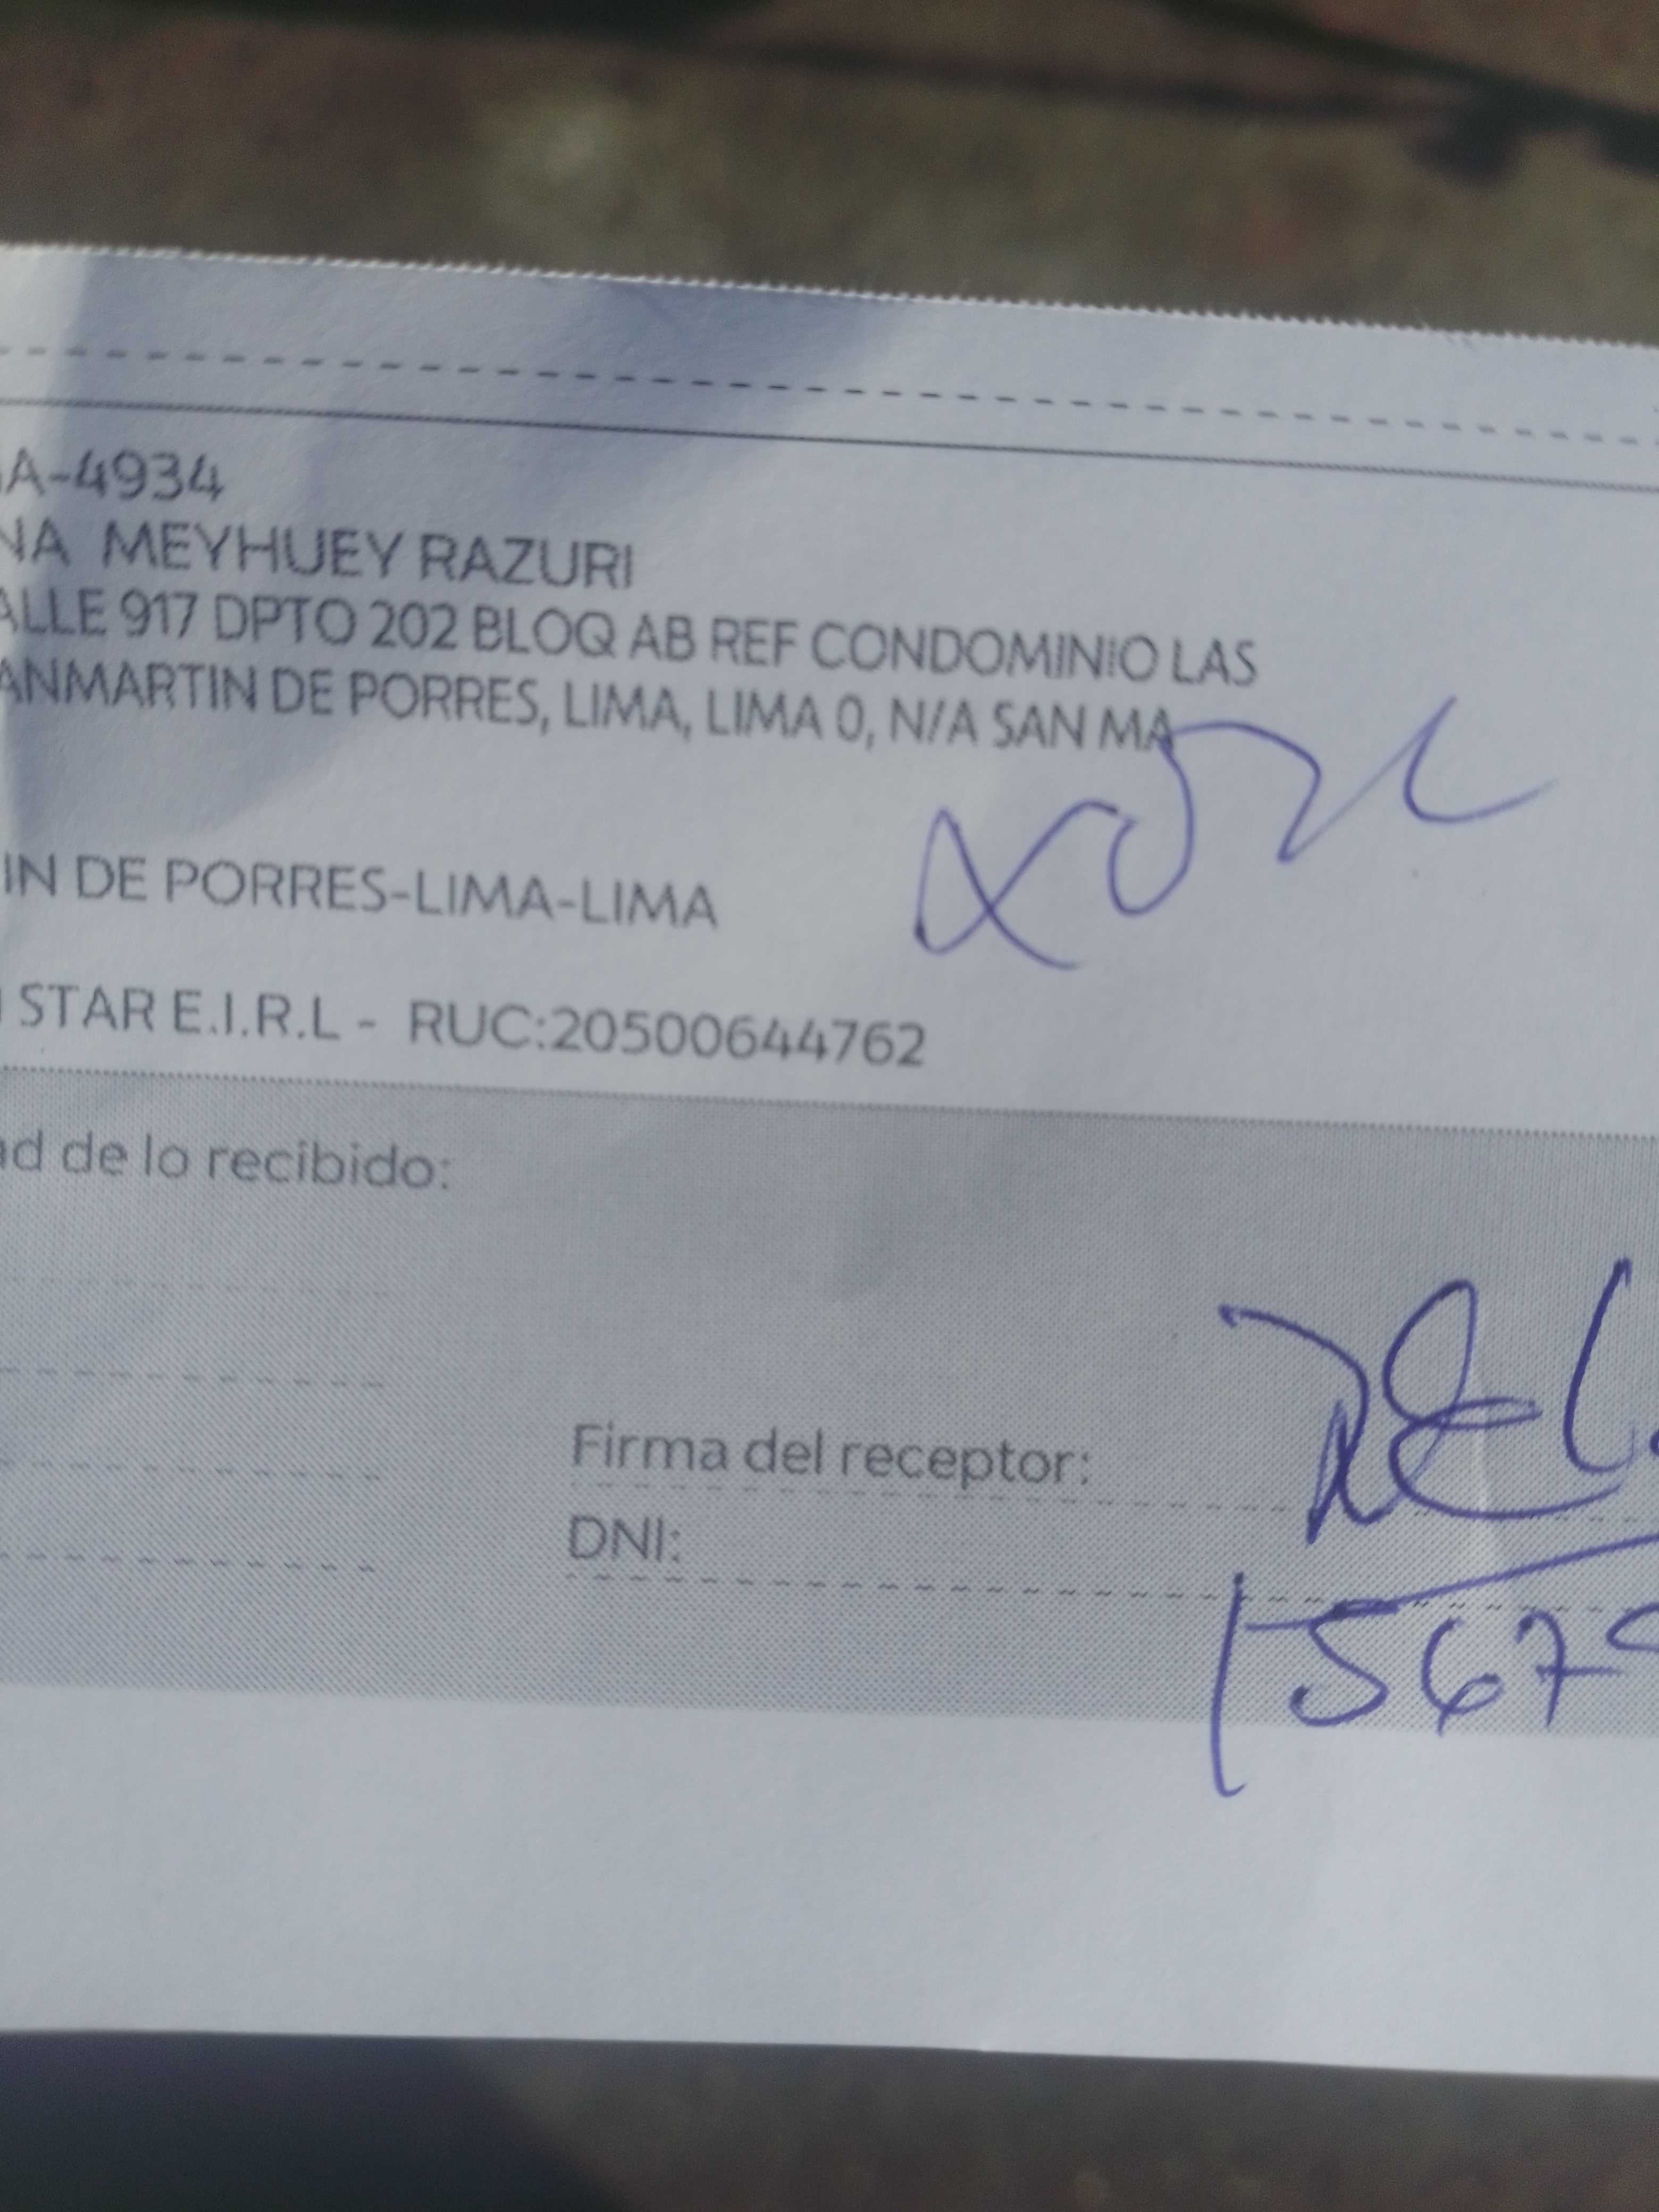 A-4934
NA MEYHUEY RAZURI
ALLE 917 DPTO 202 BLOQ AB REF CONDOMINIO LAS
ANMARTIN DE PORRES, LIMA, LIMA 0, N/A SAN MA
IN DE PORRES-LIMA-LIMA
STAR E.I.R.L - RUC:20500644762
ad de lo recibido:
Firma del receptor:
DNI: